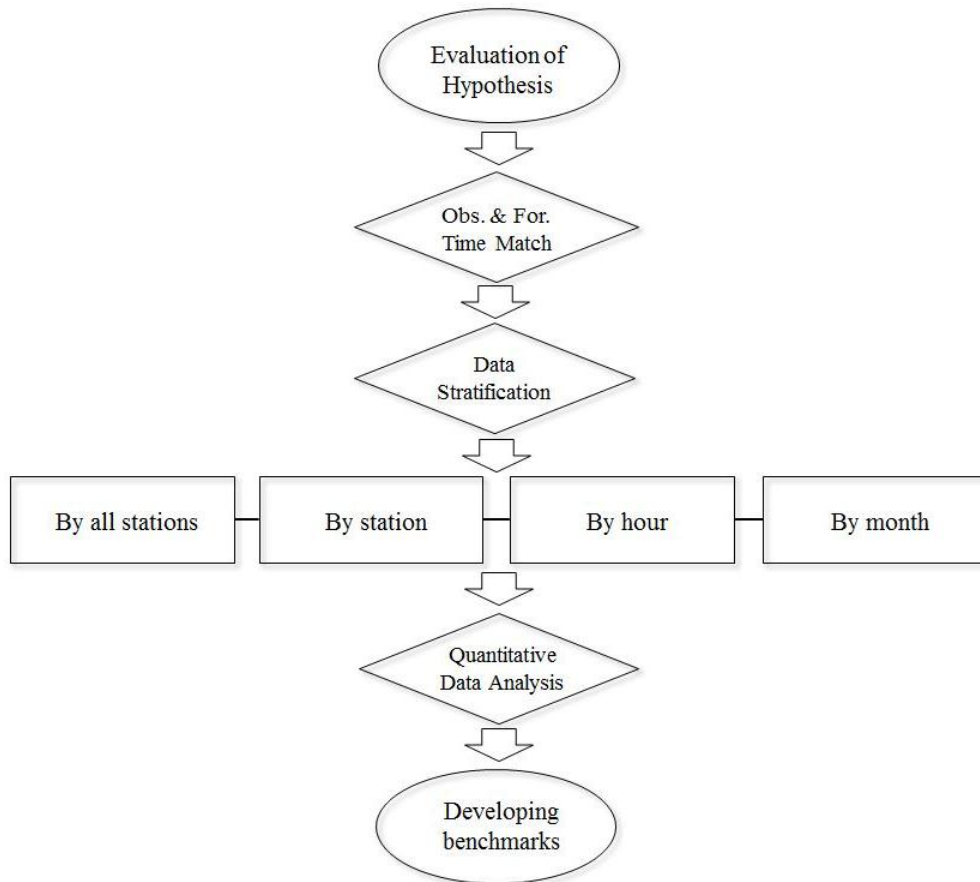 Evaluation of
Hypothesis
Obs. & For.
Time Match
Data
Stratification
By all stations
By station
By hour
By month
Quantitative
Data Analysis
Developing
benchmarks